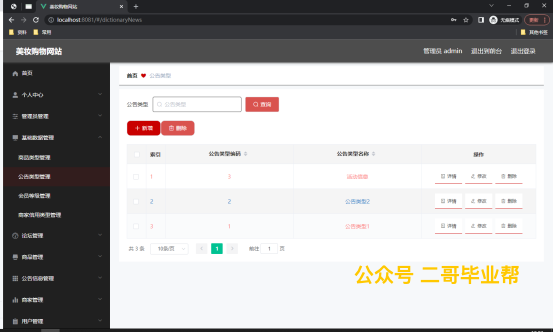 美妆购物网站
localhost:8081/#/dictionaryNews
无痕模式
更新
资料
常用
其他书签
美妆购物网站
管理员 admin
退出到前台
退出登录
首页
个人中心
管理员管理
基础数据管理
商品类型管理
公告类型管理
会员等级管理
商家信用类型管理
论坛管理
商品管理
公告信息管理
商家管理
用户管理
首页 公告类型
公告类型 公告类型 查询
+ 新增 删除
索引 公告类型编码 公告类型名称 操作
1 3 详情 修改 删除
2 2 公告类型2 详情 修改 删除
3 1 公告类型1 详情 修改 删除
共 3 条 10条/页 1 前往 1 页
公众号 二哥毕业帮